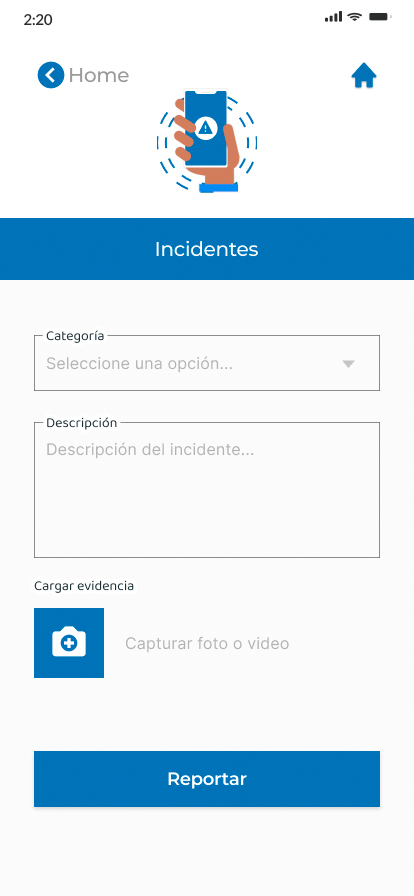 2:20
Home
Incidentes
Categoría
Seleccione una opción...
Descripción
Descripción del incidente...
Cargar evidencia
Capturar foto o video
Reportar